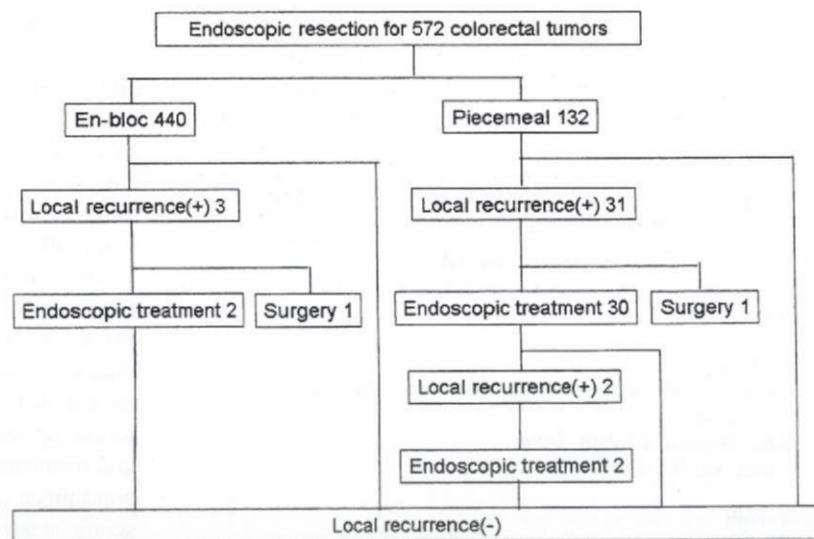 Endoscopic resection for 572 colorectal tumors
En-bloc 440
Piecemeal 132
Local recurrence(+) 3
Local recurrence(+) 31
Endoscopic treatment 2
Surgery 1
Endoscopic treatment 30
Surgery 1
Local recurrence(+) 2
Endoscopic treatment 2
Local recurrence(-)